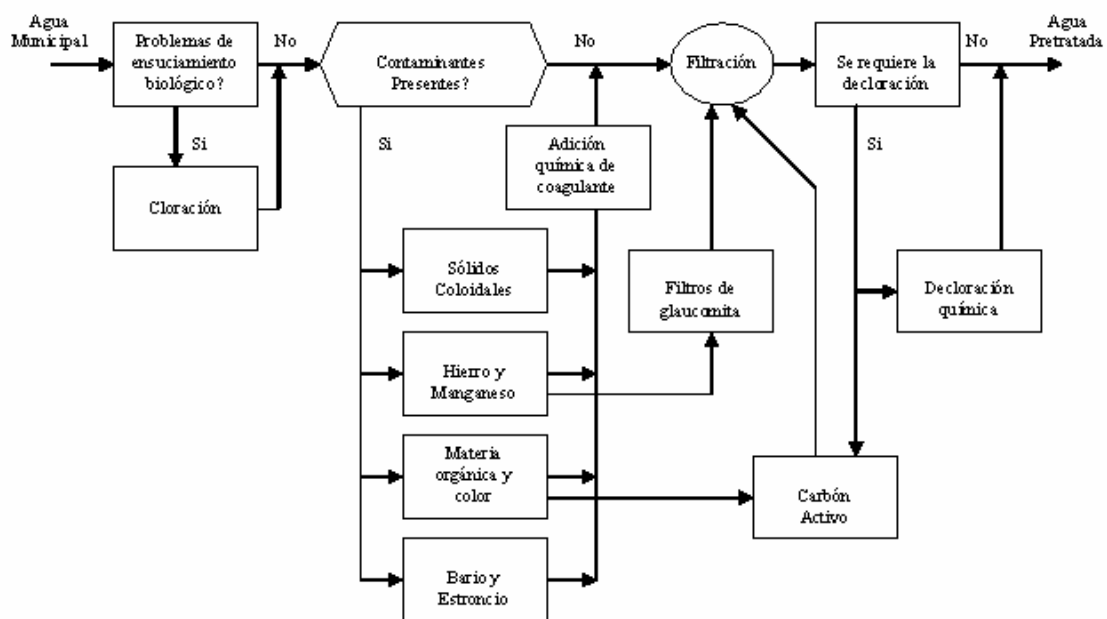 Agua
Municipal
Problemas de
ensuciamiento
biológico?
No
Contaminantes
Presentes?
No
Filtración
Se requiere la
decloración
No
Agua
Pretratada
Si
Cloración
Si
Adición
química de
coagulante
Si
Sólidos
Coloidales
Filtros de
glaucomita
Decloración
química
Hierro y
Manganeso
Materia
orgánica y
color
Carbón
Activo
Bario y
Estroncio